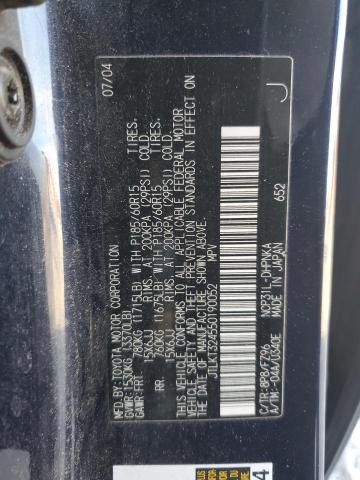 07/04
MFD.BY:TOYOTA MOTOR CORPORATION
GVWR: 1530KG (3370LB)
GAWR:FRT. 780KG (1715LB) WITH P185/60R15 TIRES.
15X6JJ RIMS. AT 200KPA (29PSI) COLD
RR. 760KG (1675LB) WITH P185/60R15 TIRES.
15X6JJ RIMS. AT 200KPA (29PSI) COLD
THIS VEHICLE CONFORMS TO ALL APPLICABLE FEDERAL MOTOR
VEHICLE SAFETY AND THEFT PREVENTION STANDARDS IN EFFECT ON
THE DATE OF MANUFACTURE SHOWN ABOVE.
JTLKT324550190052 MPV
C/TR:8P8/FZ96 NCP31L-DHPNKA
A/TM:-04A/U340E MADE IN JAPAN
652
J
4